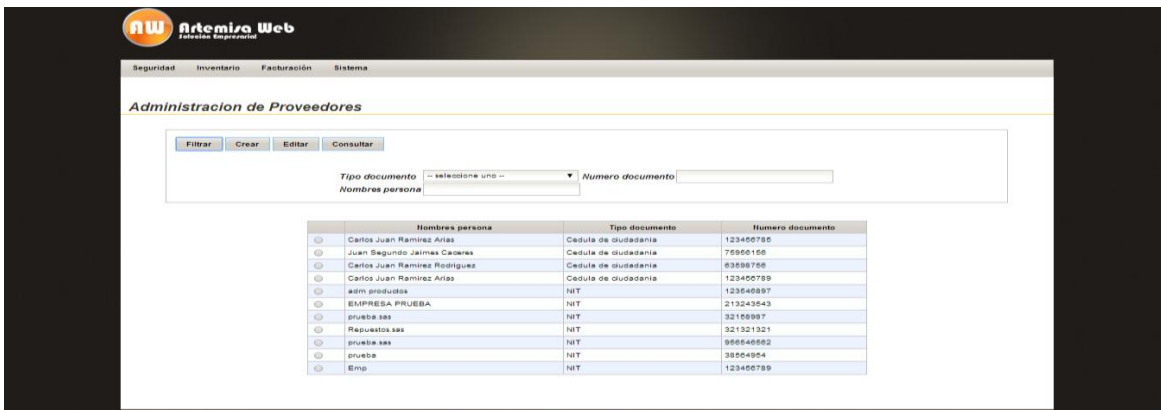 AW Artemisa Web
Solución Empresarial
Seguridad Inventario Facturación Sistema
Administracion de Proveedores
Filtrar Crear Editar Consultar
Tipo documento -- seleccione uno -- Numero documento
Nombres persona
Nombres persona Tipo documento Numero documento
Carlos Juan Ramirez Arias Cedula de ciudadania 123456785
Juan Segundo Jaimes Caceres Cedula de ciudadania 75956156
Carlos Juan Ramirez Rodriguez Cedula de ciudadania 63598756
Carlos Juan Ramirez Arias Cedula de ciudadania 123456789
adm productos NIT 123546897
EMPRESA PRUEBA NIT 213243543
prueba.sas NIT 32158987
Repuestos.sas NIT 321321321
prueba.sas NIT
prueba NIT 38564954
Emp NIT 123456789